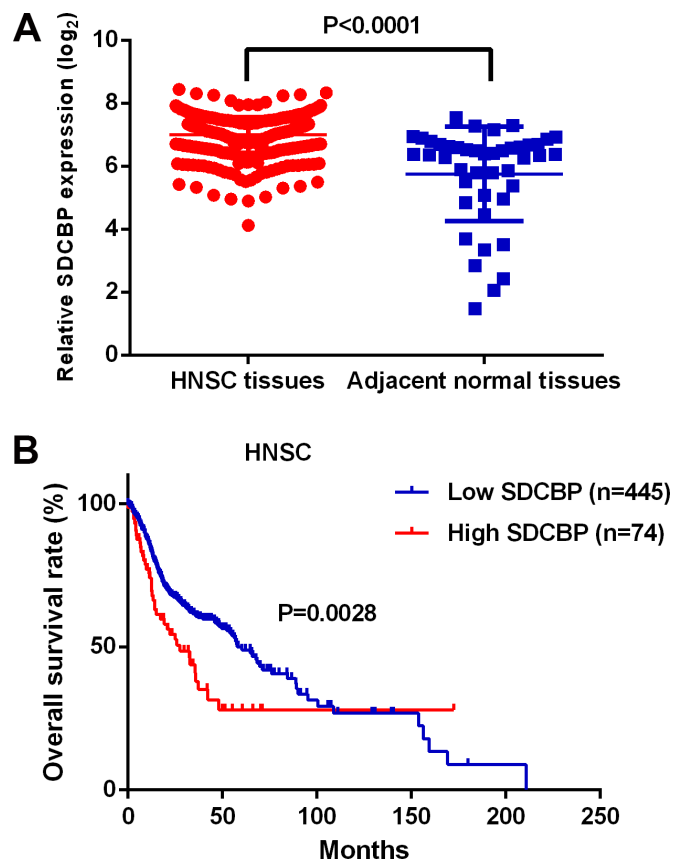 A
P<0.0001
Relative SDCBP expression (log2)
10
8
6
4
2
0
HNSC tissues
Adjacent normal tissues
B
HNSC
Overall survival rate (%)
100
50
0
Low SDCBP (n=445)
High SDCBP (n=74)
P=0.0028
0
50
100
150
200
250
Months